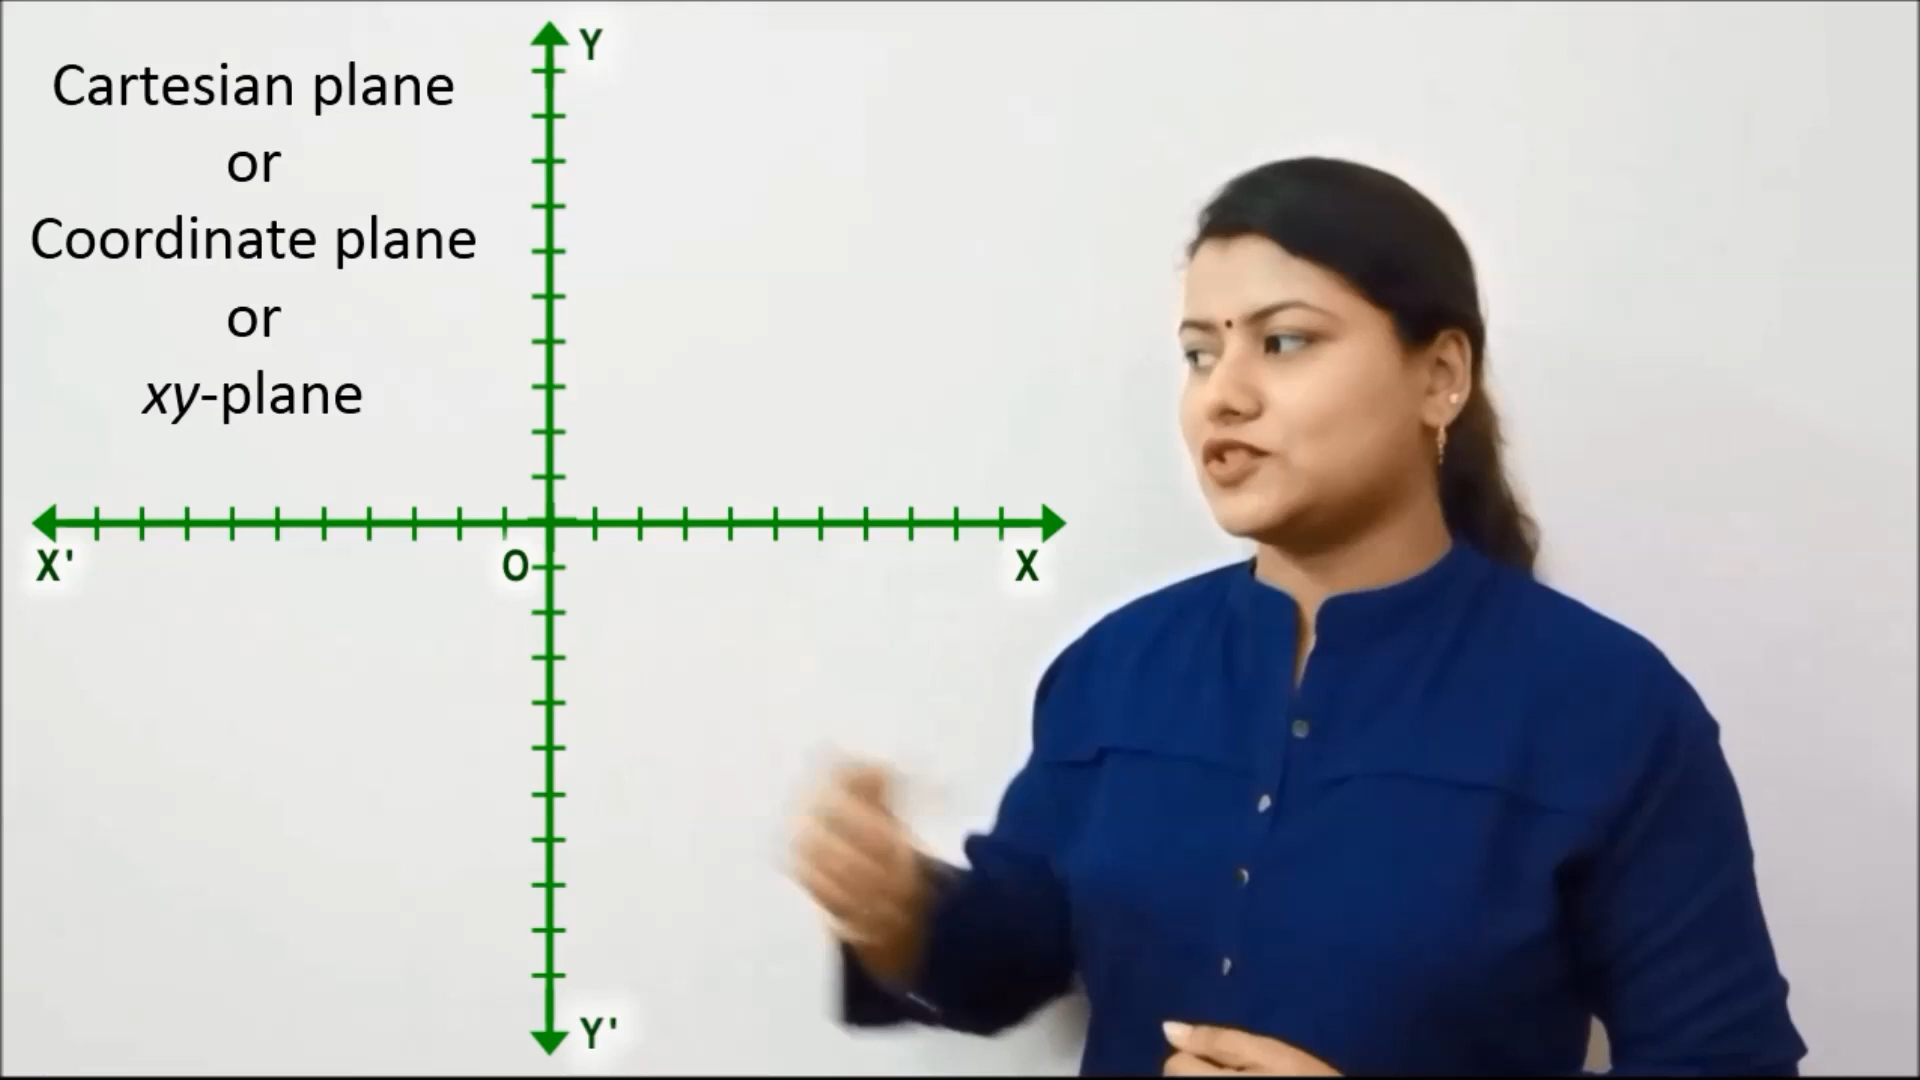 Cartesian plane
or
Coordinate plane
or
xy-plane
Y
X'
O
X
Y'